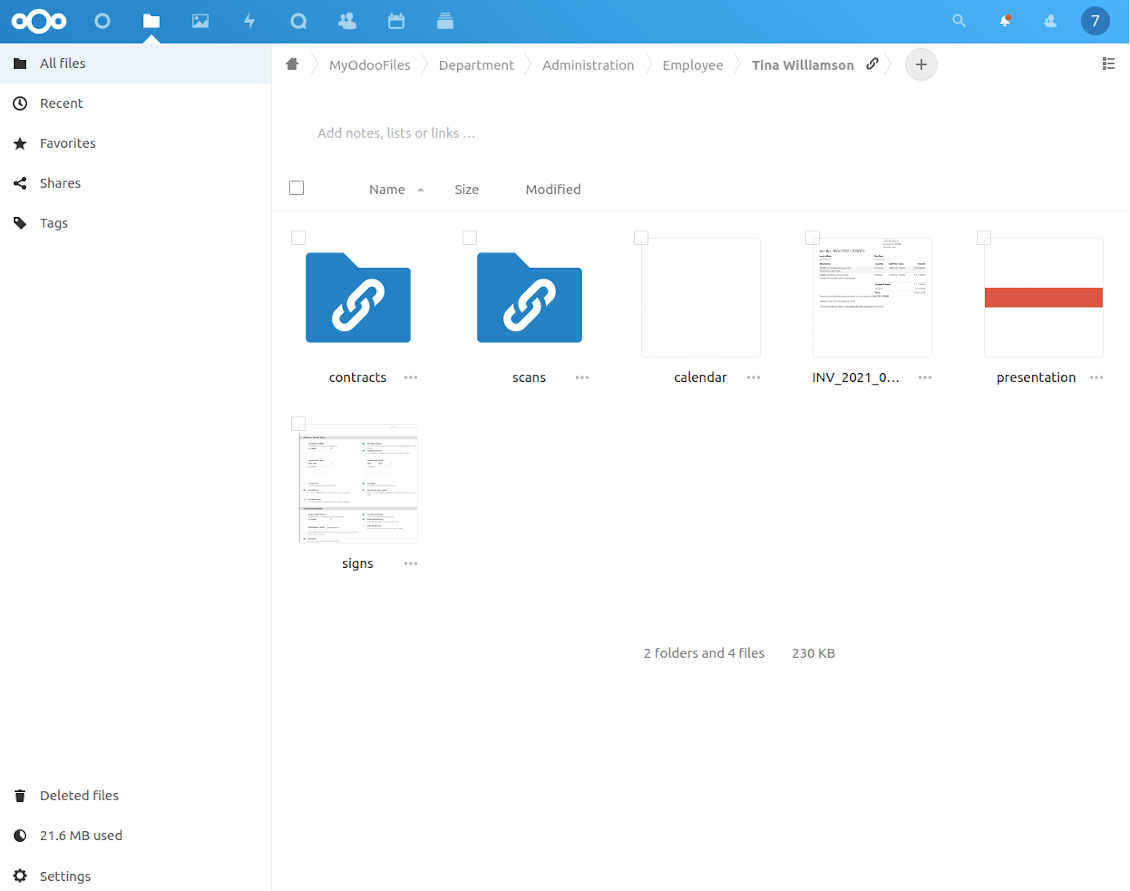 7
All files
Recent
Favorites
Shares
Tags
Deleted files
21.6 MB used
Settings
MyOdooFiles
Department
Administration
Employee
Tina Williamson
Add notes, lists or links …
Name
Size
Modified
contracts
scans
calendar
INV_2021_0...
presentation
signs
2 folders and 4 files
230 KB